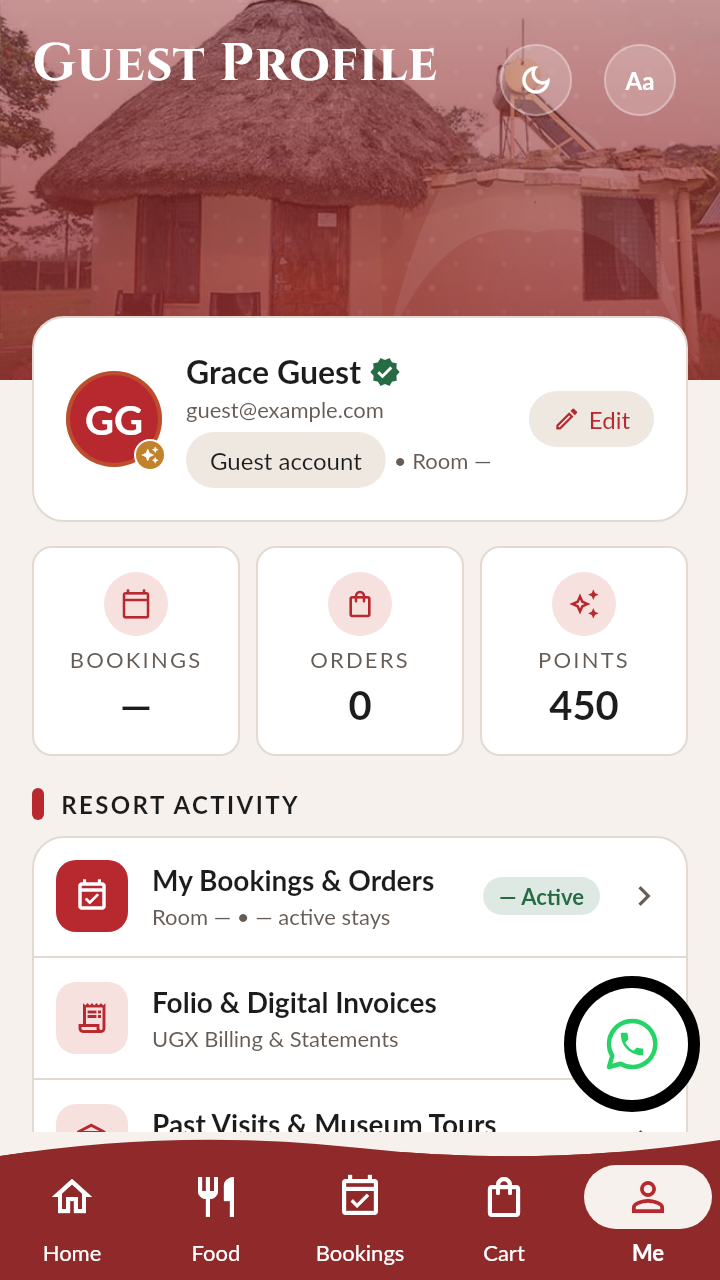 Guest Profile
Aa
Grace Guest
GG
guest@example.com
Edit
Guest account • Room —
BOOKINGS
—
ORDERS
0
POINTS
450
RESORT ACTIVITY
My Bookings & Orders
Room — • — active stays
— Active
Folio & Digital Invoices
UGX Billing & Statements
Past Visits & Museum Tours
Home
Food
Bookings
Cart
Me